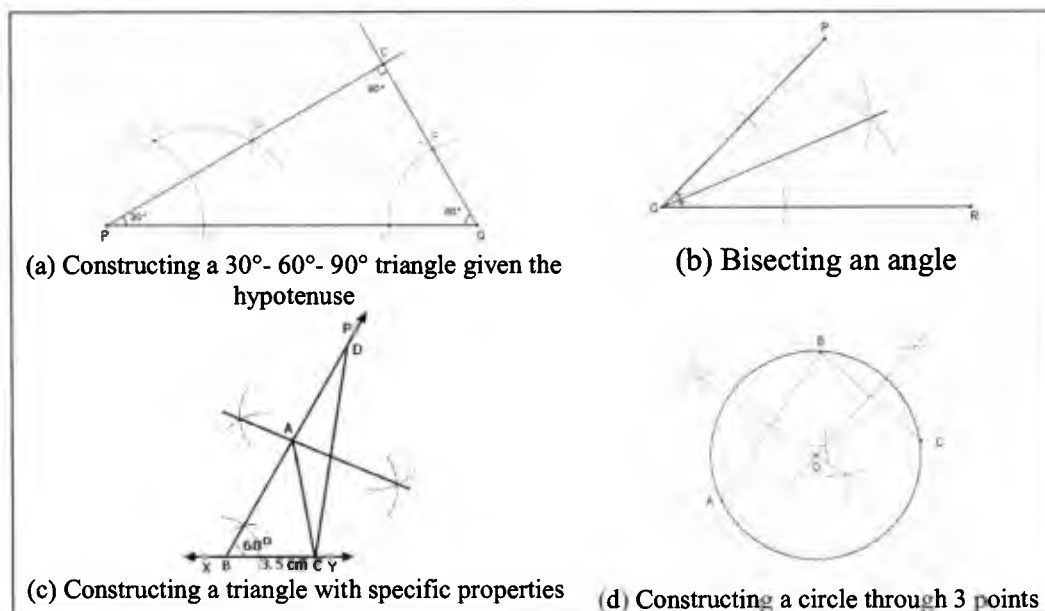 C
90°
30°
60°
P
Q
(a) Constructing a 30°- 60°- 90° triangle given the
hypotenuse
P
Q
R
(b) Bisecting an angle
P
D
A
60°
X B 3.5 cm C Y
(c) Constructing a triangle with specific properties
B
C
O
A
(d) Constructing a circle through 3 points